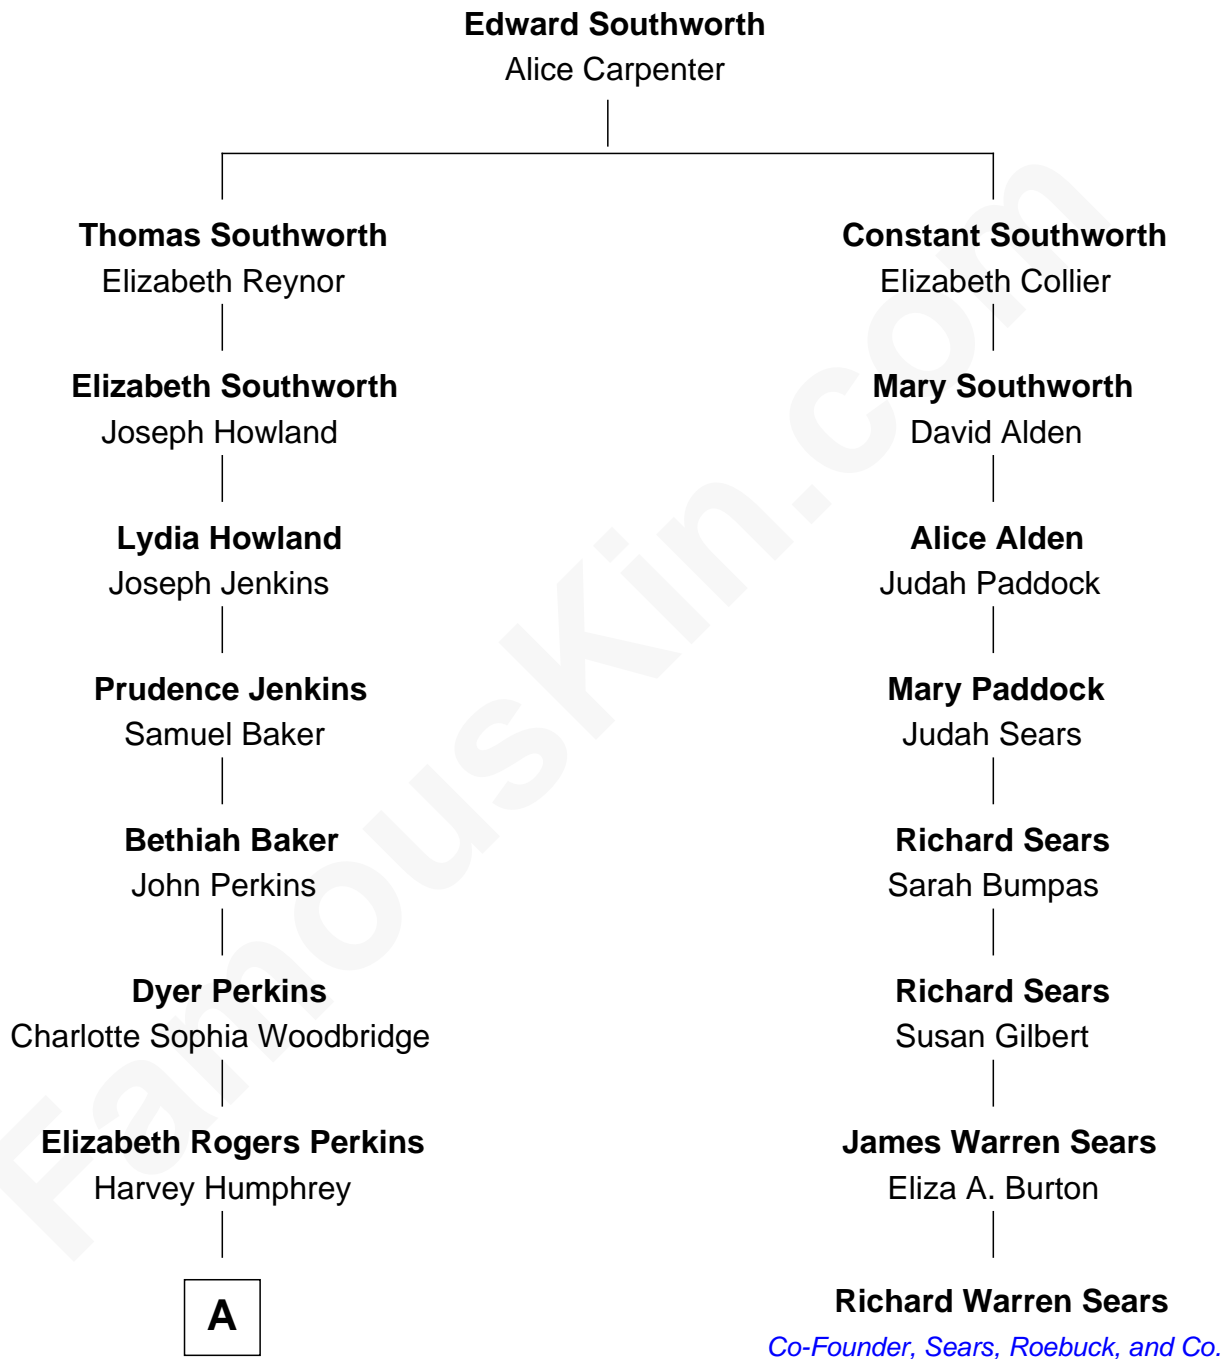 Edward Southworth
Alice Carpenter
Thomas Southworth
Elizabeth Reynor
Constant Southworth
Elizabeth Collier
Elizabeth Southworth
Joseph Howland
Mary Southworth
David Alden
Lydia Howland
Joseph Jenkins
Alice Alden
Judah Paddock
Prudence Jenkins
Samuel Baker
Mary Paddock
Judah Sears
Bethiah Baker
John Perkins
Richard Sears
Sarah Bumpas
Dyer Perkins
Charlotte Sophia Woodbridge
Richard Sears
Susan Gilbert
Elizabeth Rogers Perkins
Harvey Humphrey
James Warren Sears
Eliza A. Burton
A
Richard Warren Sears
Co-Founder, Sears, Roebuck, and Co.
FamousKin.com